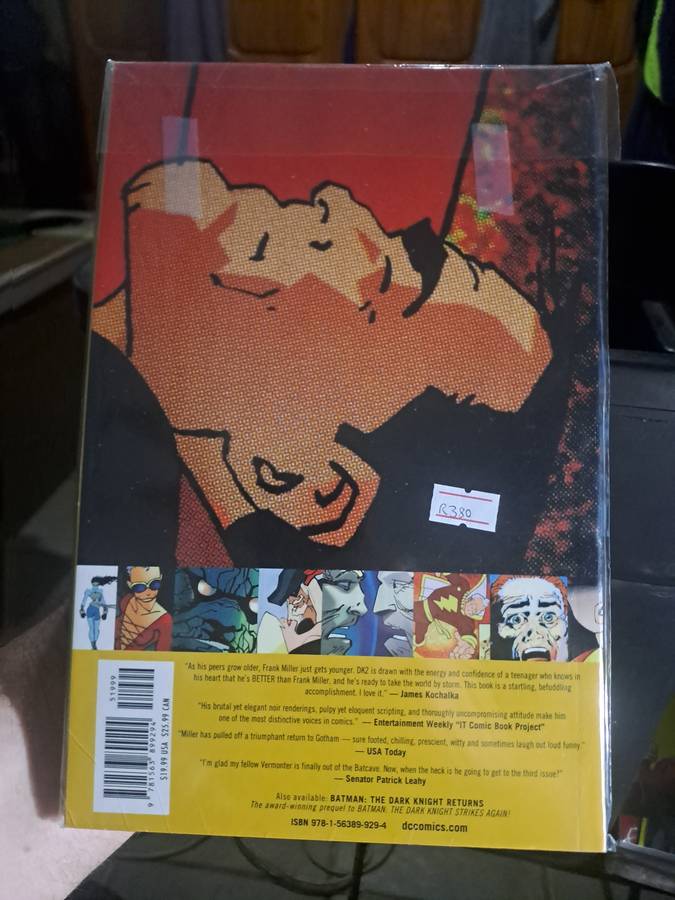 R380
"As his peers grow older, Frank Miller just gets younger. DK2 is drawn with the energy and confidence of a teenager who knows in
his heart that he's BETTER than Frank Miller, and he's ready to take the world by storm. This book is a startling, befuddling
accomplishment. I love it." — James Kochalka
"His brutal yet elegant noir renderings, pulpy yet eloquent scripting, and thoroughly uncompromising attitude make him
one of the most distinctive voices in comics." — Entertainment Weekly "IT Comic Book Project"
"Miller has pulled off a triumphant return to Gotham — sure footed, chilling, prescient, witty and sometimes laugh out loud funny."
— USA Today
"I'm glad my fellow Vermonter is finally out of the Batcave. Now, when the heck is he going to get to the third issue?"
— Senator Patrick Leahy
Also available: BATMAN: THE DARK KNIGHT RETURNS
The award-winning prequel to BATMAN: THE DARK KNIGHT STRIKES AGAIN!
ISBN 978-1-56389-929-4 dccomics.com
51999
9 781563 899294
$19.99 USA $25.99 CAN